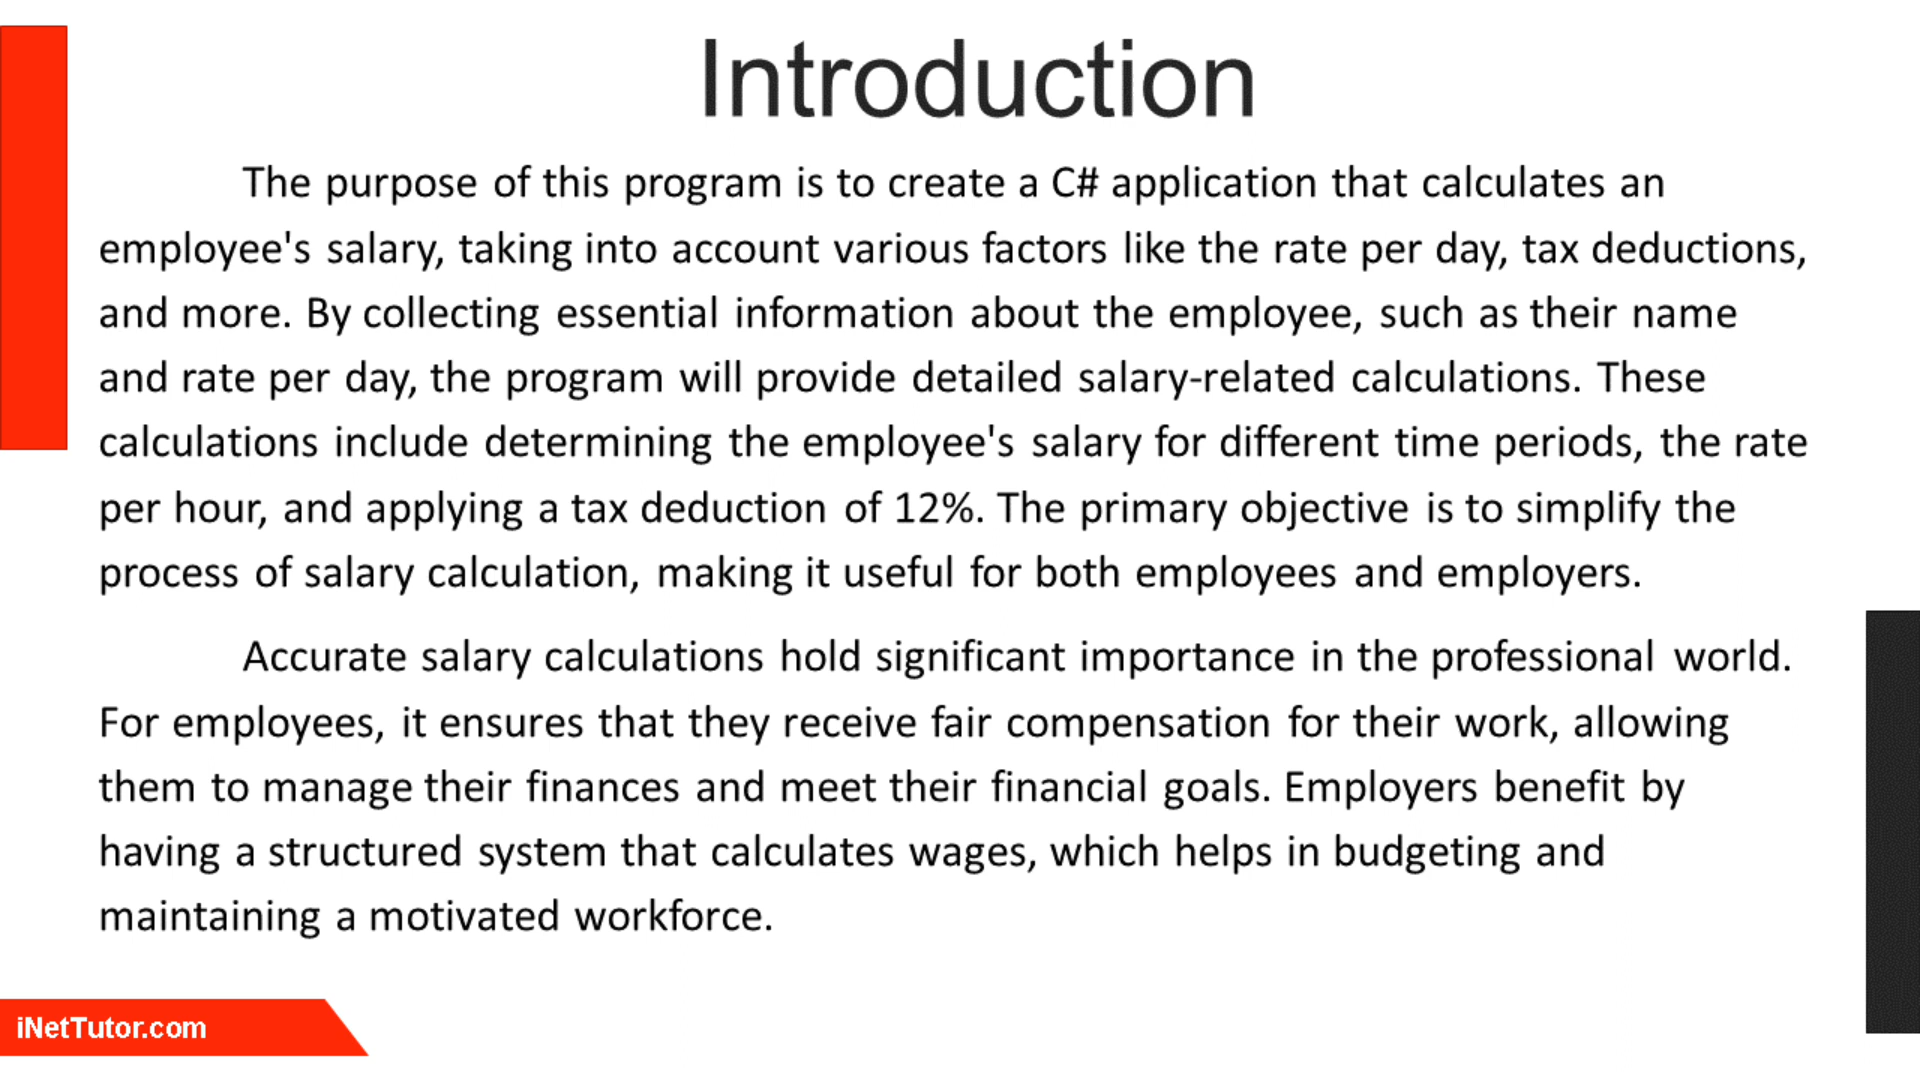 Introduction
The purpose of this program is to create a C# application that calculates an
employee's salary, taking into account various factors like the rate per day, tax deductions,
and more. By collecting essential information about the employee, such as their name
and rate per day, the program will provide detailed salary-related calculations. These
calculations include determining the employee's salary for different time periods, the rate
per hour, and applying a tax deduction of 12%. The primary objective is to simplify the
process of salary calculation, making it useful for both employees and employers.
Accurate salary calculations hold significant importance in the professional world.
For employees, it ensures that they receive fair compensation for their work, allowing
them to manage their finances and meet their financial goals. Employers benefit by
having a structured system that calculates wages, which helps in budgeting and
maintaining a motivated workforce.
iNetTutor.com